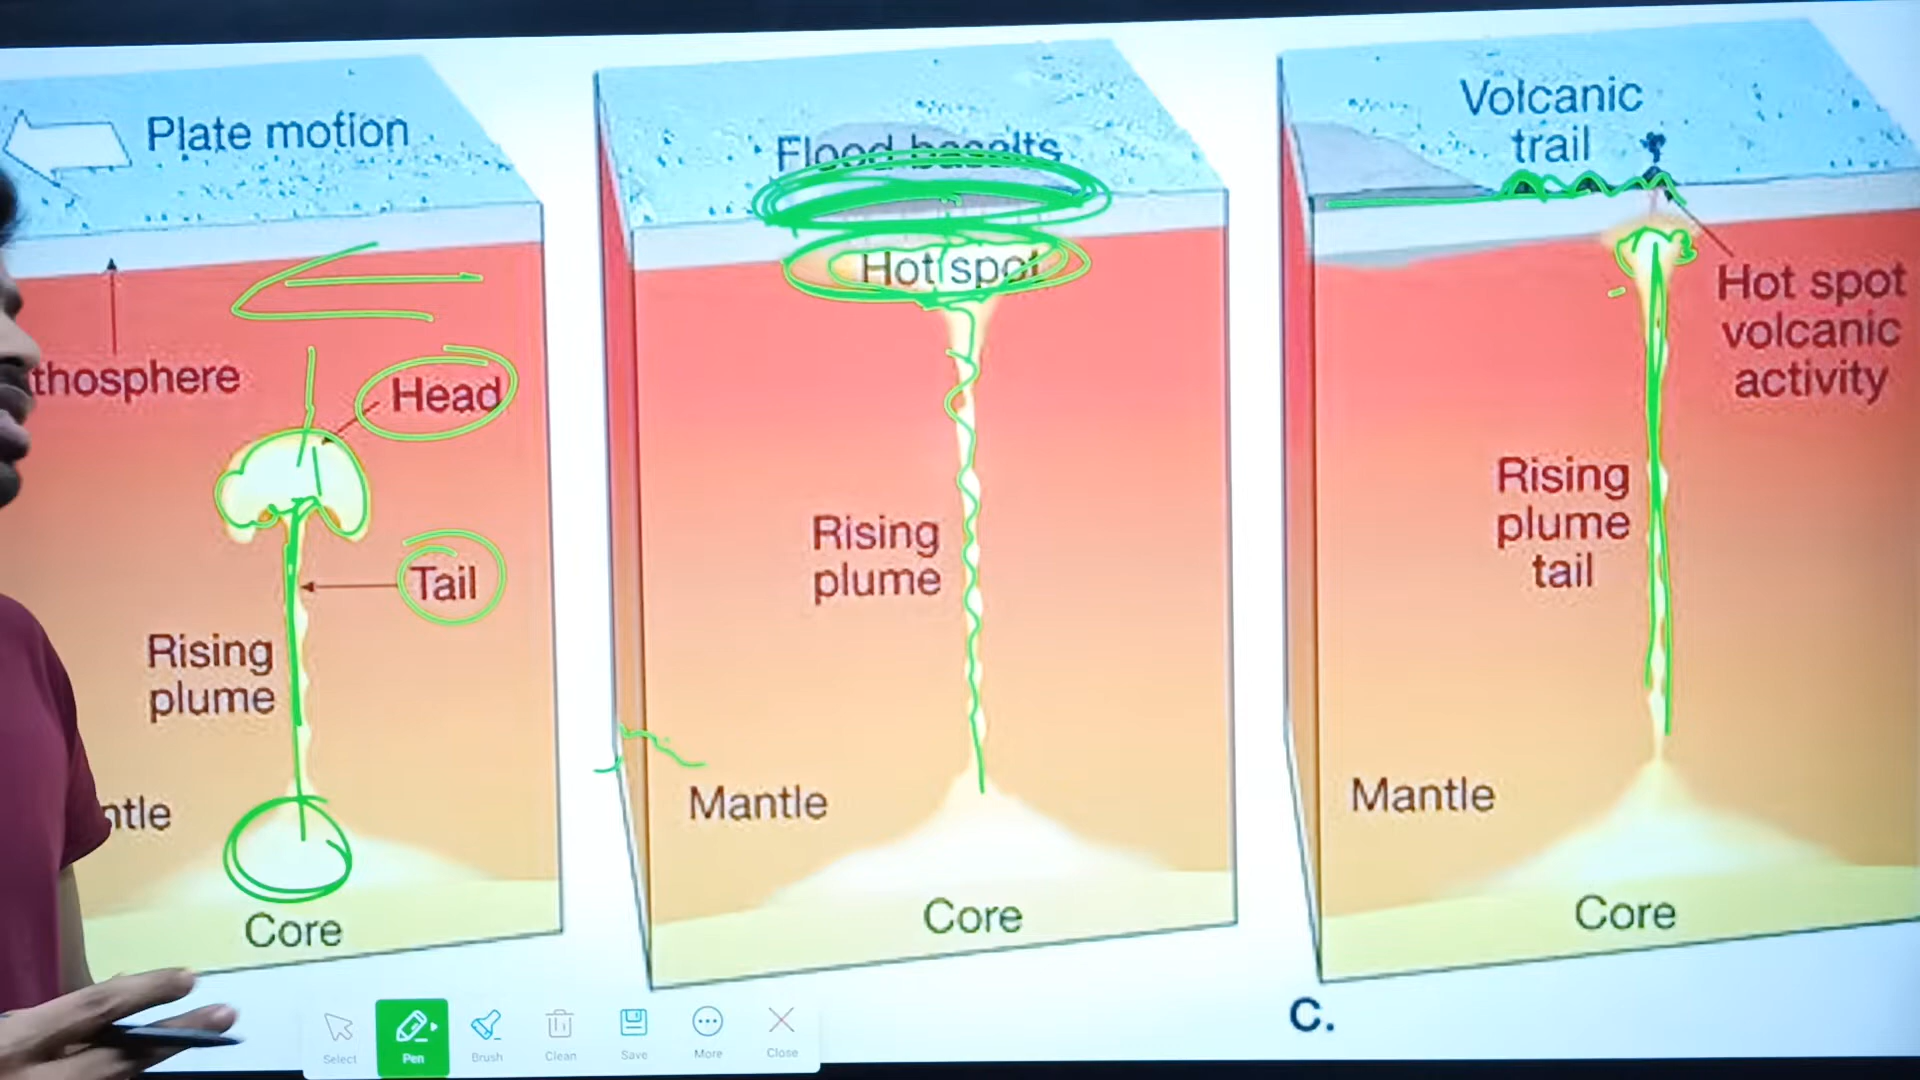 Plate motion
thosphere
Head
Tail
Rising
plume
ntle
Core
Flood basalts
Hot spot
Rising
plume
Mantle
Core
Volcanic
trail
Hot spot
volcanic
activity
Rising
plume
tail
Mantle
Core
C.
Select
Pen
Brush
Clean
Save
More
Close